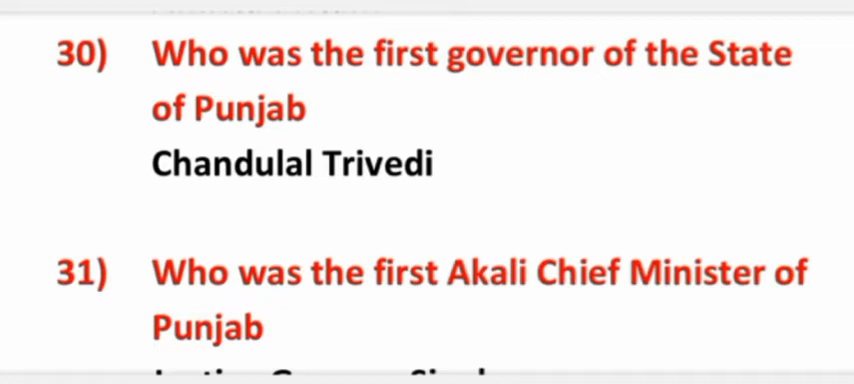 30) Who was the first governor of the State
of Punjab
Chandulal Trivedi
31) Who was the first Akali Chief Minister of
Punjab